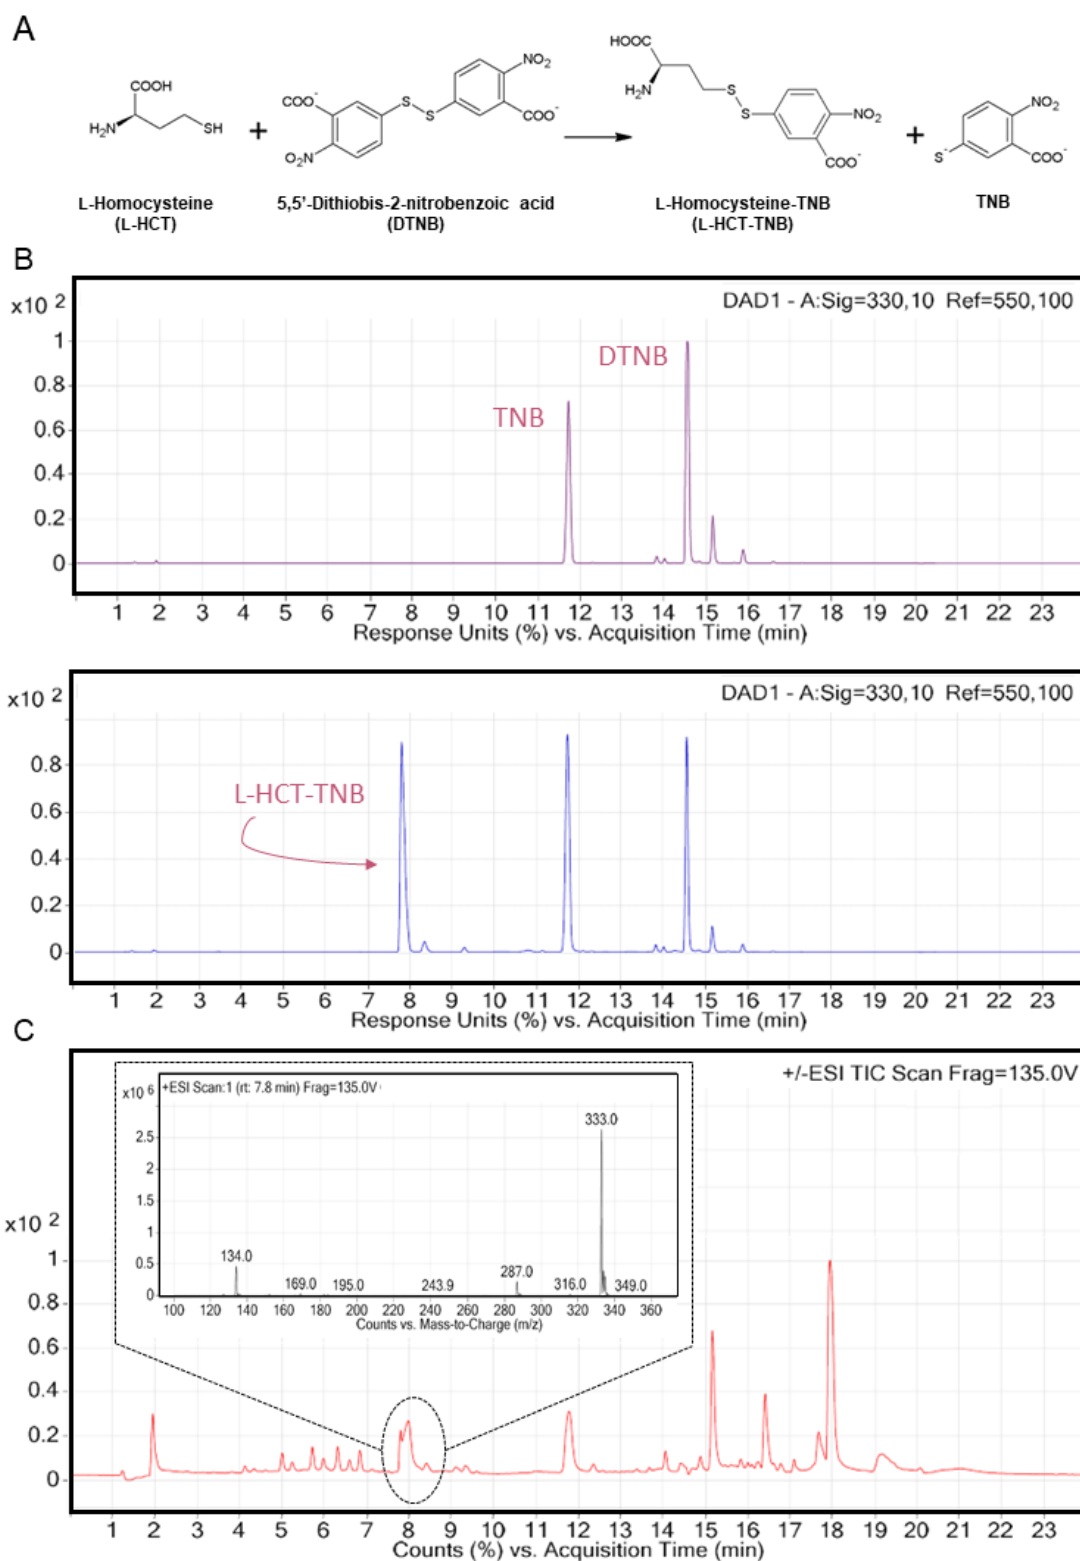 A
COOH
H₂N
SH
+
COO⁻
O₂N
S
S
NO₂
COO⁻
HOOC
H₂N
S
S
NO₂
COO⁻
+
S⁻
NO₂
COO⁻
L-Homocysteine
(L-HCT)
5,5'-Dithiobis-2-nitrobenzoic acid
(DTNB)
L-Homocysteine-TNB
(L-HCT-TNB)
TNB
B
x10 2
DAD1 - A:Sig=330,10 Ref=550,100
DTNB
TNB
1
0.8
0.6
0.4
0.2
0
1 2 3 4 5 6 7 8 9 10 11 12 13 14 15 16 17 18 19 20 21 22 23
Response Units (%) vs. Acquisition Time (min)
x10 2
DAD1 - A:Sig=330,10 Ref=550,100
L-HCT-TNB
0.8
0.6
0.4
0.2
0
1 2 3 4 5 6 7 8 9 10 11 12 13 14 15 16 17 18 19 20 21 22 23
Response Units (%) vs. Acquisition Time (min)
C
+/-ESI TIC Scan Frag=135.0V
x10 6
+ESI Scan:1 (rt: 7.8 min) Frag=135.0V
2.5
2
1.5
1
0.5
0
134.0
169.0
195.0
243.9
287.0
316.0
333.0
349.0
100 120 140 160 180 200 220 240 260 280 300 320 340 360
Counts vs. Mass-to-Charge (m/z)
x10 2
1
0.8
0.6
0.4
0.2
0
1 2 3 4 5 6 7 8 9 10 11 12 13 14 15 16 17 18 19 20 21 22 23
Counts (%) vs. Acquisition Time (min)